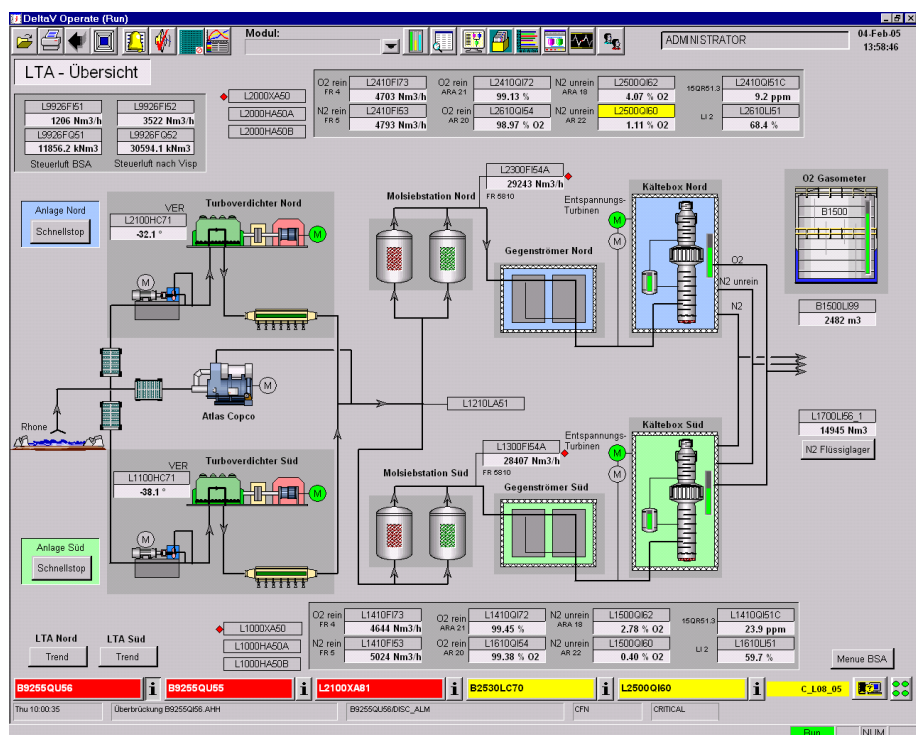 DeltaV Operate (Run)
Modul:
ADMINISTRATOR
04-Feb-05
13:58:46
LTA - Übersicht
L9926FI51
1206 Nm3/h
L9926FI52
3522 Nm3/h
L9926FQ51
11856.2 kNm3
L9926FQ52
30594.1 kNm3
Steuerluft BSA
Steuerluft nach Visp
L2000XA50
L2000HA50A
L2000HA50B
O2 rein
FR 4
L2410FI73
4703 Nm3/h
O2 rein
ARA 21
L2410QI72
99.13 %
N2 unrein
ARA 18
L2500QI62
4.07 % O2
15QR51.3
L2410QI51C
9.2 ppm
N2 rein
FR 5
L2410FI53
4793 Nm3/h
O2 rein
AR 20
L2610QI54
98.97 % O2
N2 unrein
AR 22
L2500QI60
1.11 % O2
LI 2
L2610LI51
68.4 %
Anlage Nord
Schnellstop
VER
L2100HC71
-32.1 °
Turboverdichter Nord
M
M
Molsiebstation Nord
L2300FI54A
29243 Nm3/h
FR 5810
Gegenströmer Nord
Entspannungs-
Turbinen
M
M
Kältebox Nord
O2
N2 unrein
N2
O2 Gasometer
B1500
B1500LI99
2482 m3
Rhone
Atlas Copco
M
L1210LA51
L1700LI56_1
14945 Nm3
N2 Flüssiglager
Anlage Süd
Schnellstop
VER
L1100HC71
-38.1 °
Turboverdichter Süd
M
M
Molsiebstation Süd
L1300FI54A
28407 Nm3/h
FR 5810
Gegenströmer Süd
Entspannungs-
Turbinen
M
M
Kältebox Süd
LTA Nord
Trend
LTA Süd
Trend
L1000XA50
L1000HA50A
L1000HA50B
O2 rein
FR 4
L1410FI73
4644 Nm3/h
O2 rein
ARA 21
L1410QI72
99.45 %
N2 unrein
ARA 18
L1500QI62
2.78 % O2
15QR51.3
L1410QI51C
23.9 ppm
N2 rein
FR 5
L1410FI53
5024 Nm3/h
O2 rein
AR 20
L1610QI54
99.38 % O2
N2 unrein
AR 22
L1500QI60
0.40 % O2
LI 2
L1610LI51
59.7 %
Menue BSA
B9255QU56
i
B9255QU55
i
L2100XA81
i
B2530LC70
i
L2500QI60
i
C_L08_05
Thu 10:00:35
Überbrückung B9255QI56.AHH
B9255QU56/DISC_ALM
CFN
CRITICAL
Run
NUM